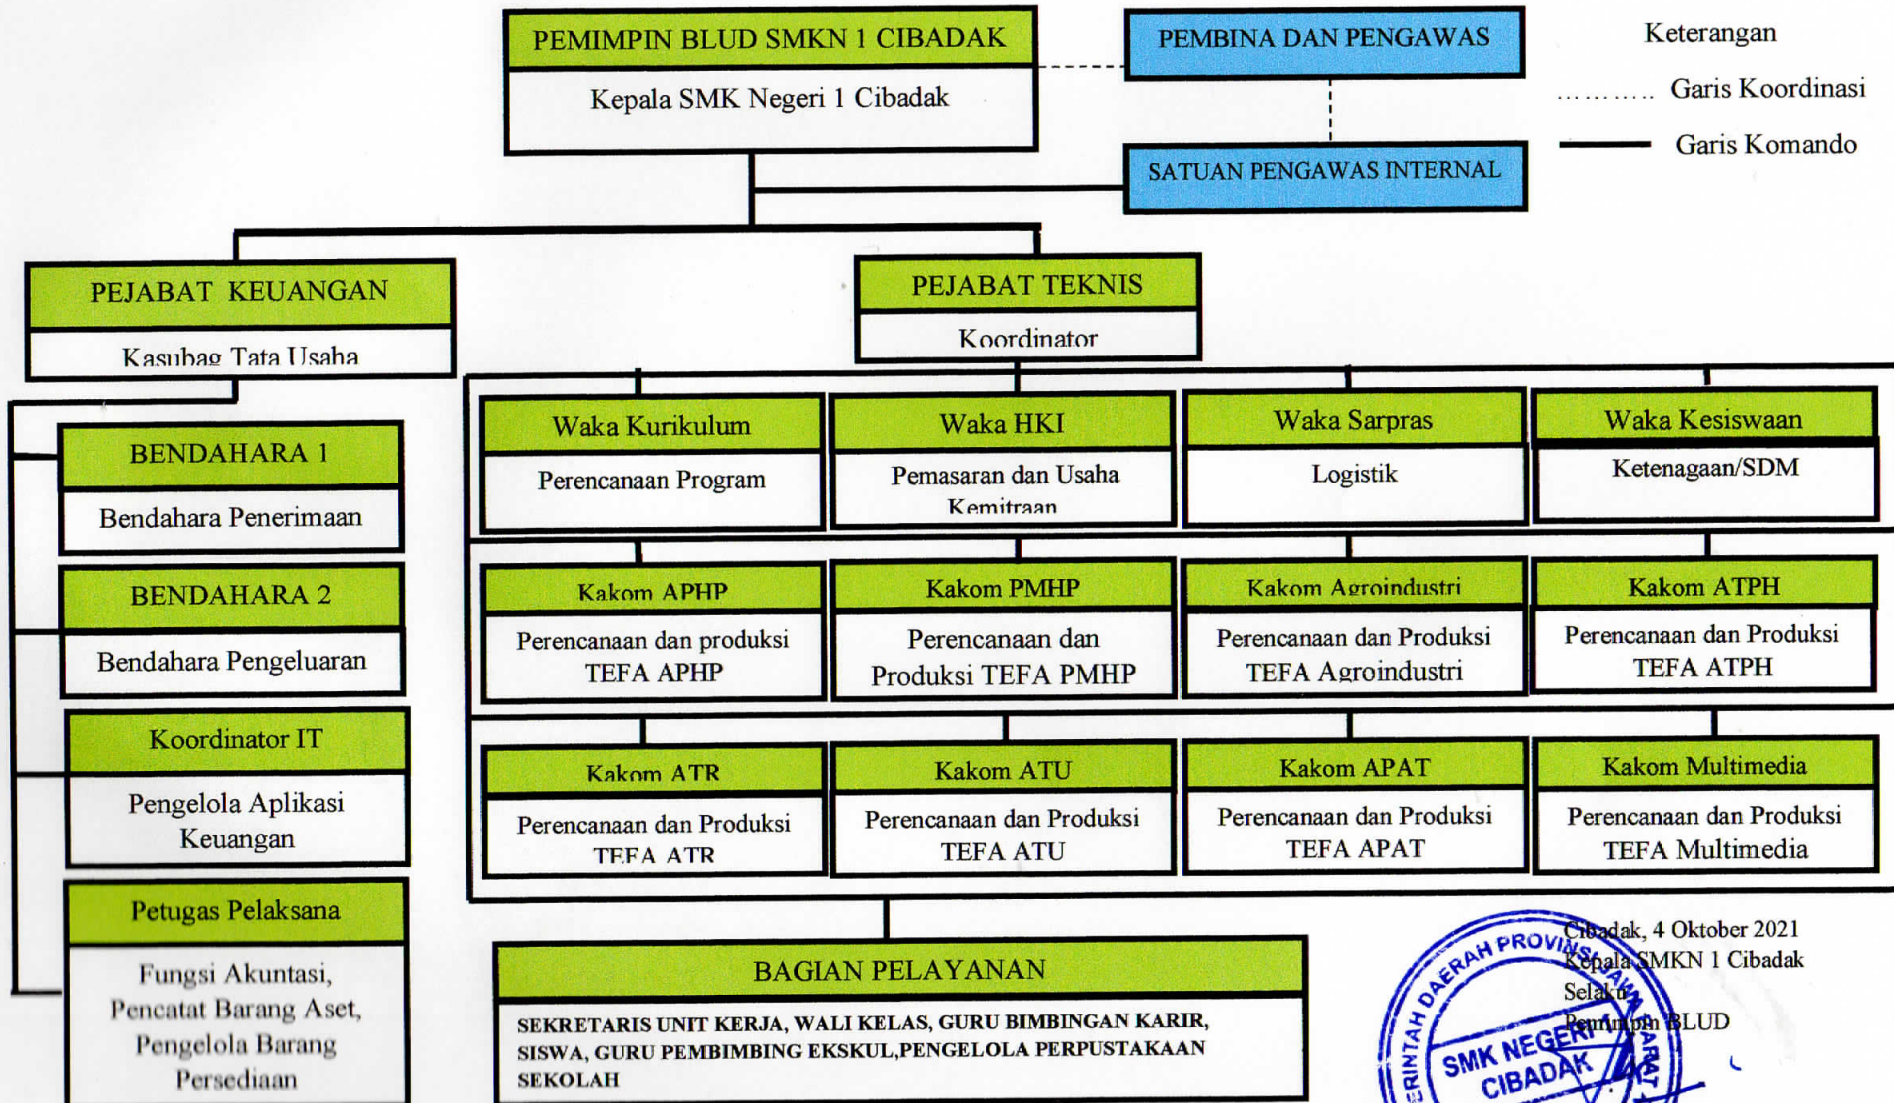 PEMIMPIN BLUD SMKN 1 CIBADAK
Kepala SMK Negeri 1 Cibadak
PEMBINA DAN PENGAWAS
SATUAN PENGAWAS INTERNAL
Keterangan
……….. Garis Koordinasi
Garis Komando
PEJABAT KEUANGAN
Kasubag Tata Usaha
PEJABAT TEKNIS
Koordinator
BENDAHARA 1
Bendahara Penerimaan
BENDAHARA 2
Bendahara Pengeluaran
Koordinator IT
Pengelola Aplikasi
Keuangan
Petugas Pelaksana
Fungsi Akuntasi,
Pencatat Barang Aset,
Pengelola Barang
Persediaan
Waka Kurikulum
Perencanaan Program
Waka HKI
Pemasaran dan Usaha
Kemitraan
Waka Sarpras
Logistik
Waka Kesiswaan
Ketenagaan/SDM
Kakom APHP
Perencanaan dan produksi
TEFA APHP
Kakom PMHP
Perencanaan dan
Produksi TEFA PMHP
Kakom Agroindustri
Perencanaan dan Produksi
TEFA Agroindustri
Kakom ATPH
Perencanaan dan Produksi
TEFA ATPH
Kakom ATR
Perencanaan dan Produksi
TEFA ATR
Kakom ATU
Perencanaan dan Produksi
TEFA ATU
Kakom APAT
Perencanaan dan Produksi
TEFA APAT
Kakom Multimedia
Perencanaan dan Produksi
TEFA Multimedia
BAGIAN PELAYANAN
SEKRETARIS UNIT KERJA, WALI KELAS, GURU BIMBINGAN KARIR,
SISWA, GURU PEMBIMBING EKSKUL,PENGELOLA PERPUSTAKAAN
SEKOLAH
Cibadak, 4 Oktober 2021
Kepala SMKN 1 Cibadak
Selaku
Pemimpin BLUD
DAERAH PROVINSI JAWA BARAT
SMK NEGERI 1
CIBADAK